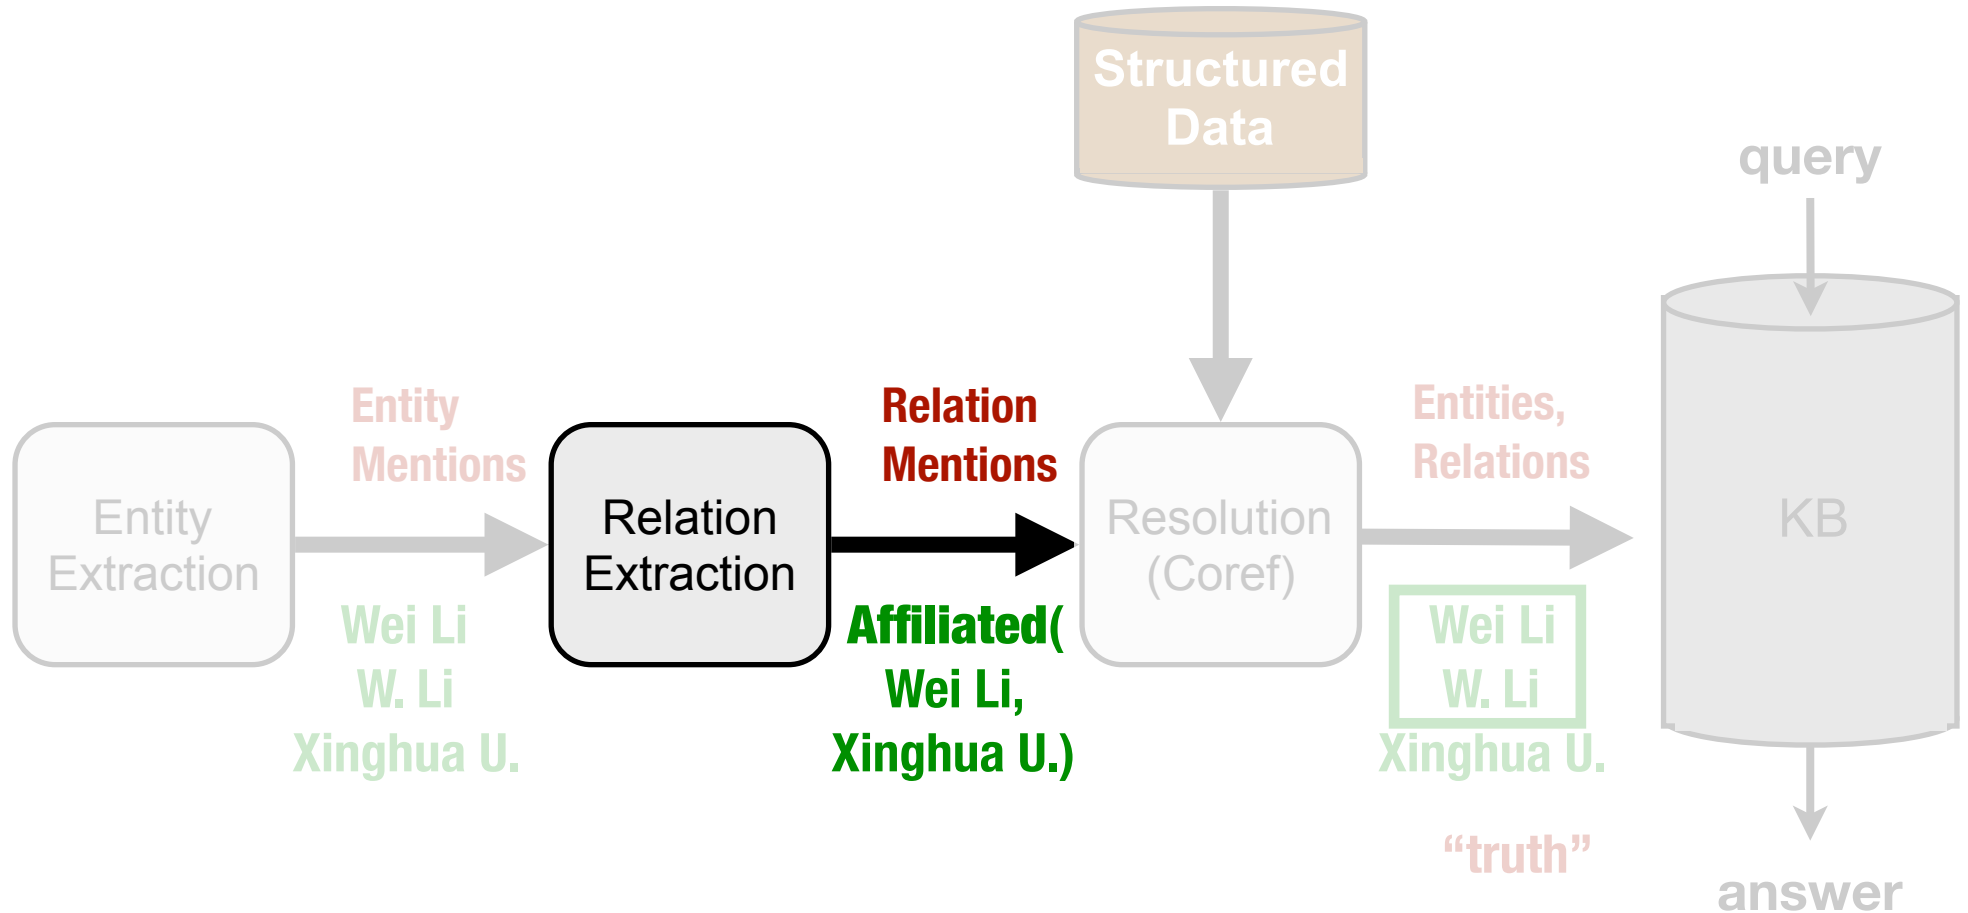 Structured
Data
query
Entity
Mentions
Relation
Mentions
Entities,
Relations
Entity
Extraction
Relation
Extraction
Resolution
(Coref)
KB
Wei Li
W. Li
Xinghua U.
Affiliated(
Wei Li,
Xinghua U.)
Wei Li
W. Li
Xinghua U.
“truth”
answer